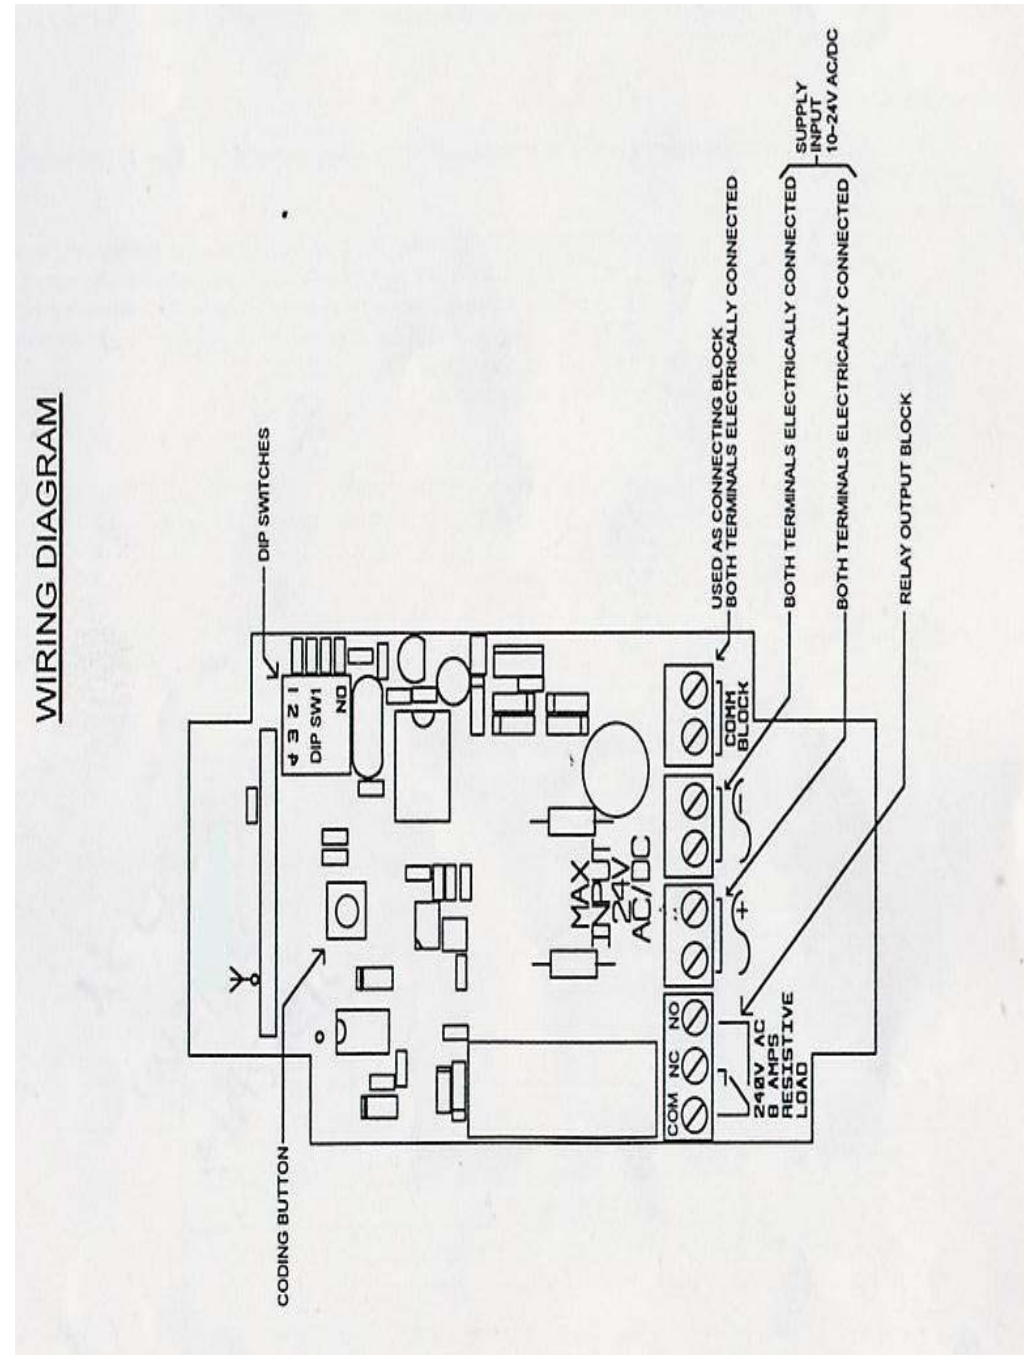 WIRING DIAGRAM
CODING BUTTON
DIP SWITCHES
4 3 2 1
DIP SW1
NO
MAX
INPUT
24V
AC/DC
COM NC NO
+
-
COMM
BLOCK
240V AC
8 AMPS
RESISTIVE
LOAD
USED AS CONNECTING BLOCK
BOTH TERMINALS ELECTRICALLY CONNECTED
BOTH TERMINALS ELECTRICALLY CONNECTED
BOTH TERMINALS ELECTRICALLY CONNECTED
SUPPLY
INPUT
10-24V AC/DC
RELAY OUTPUT BLOCK